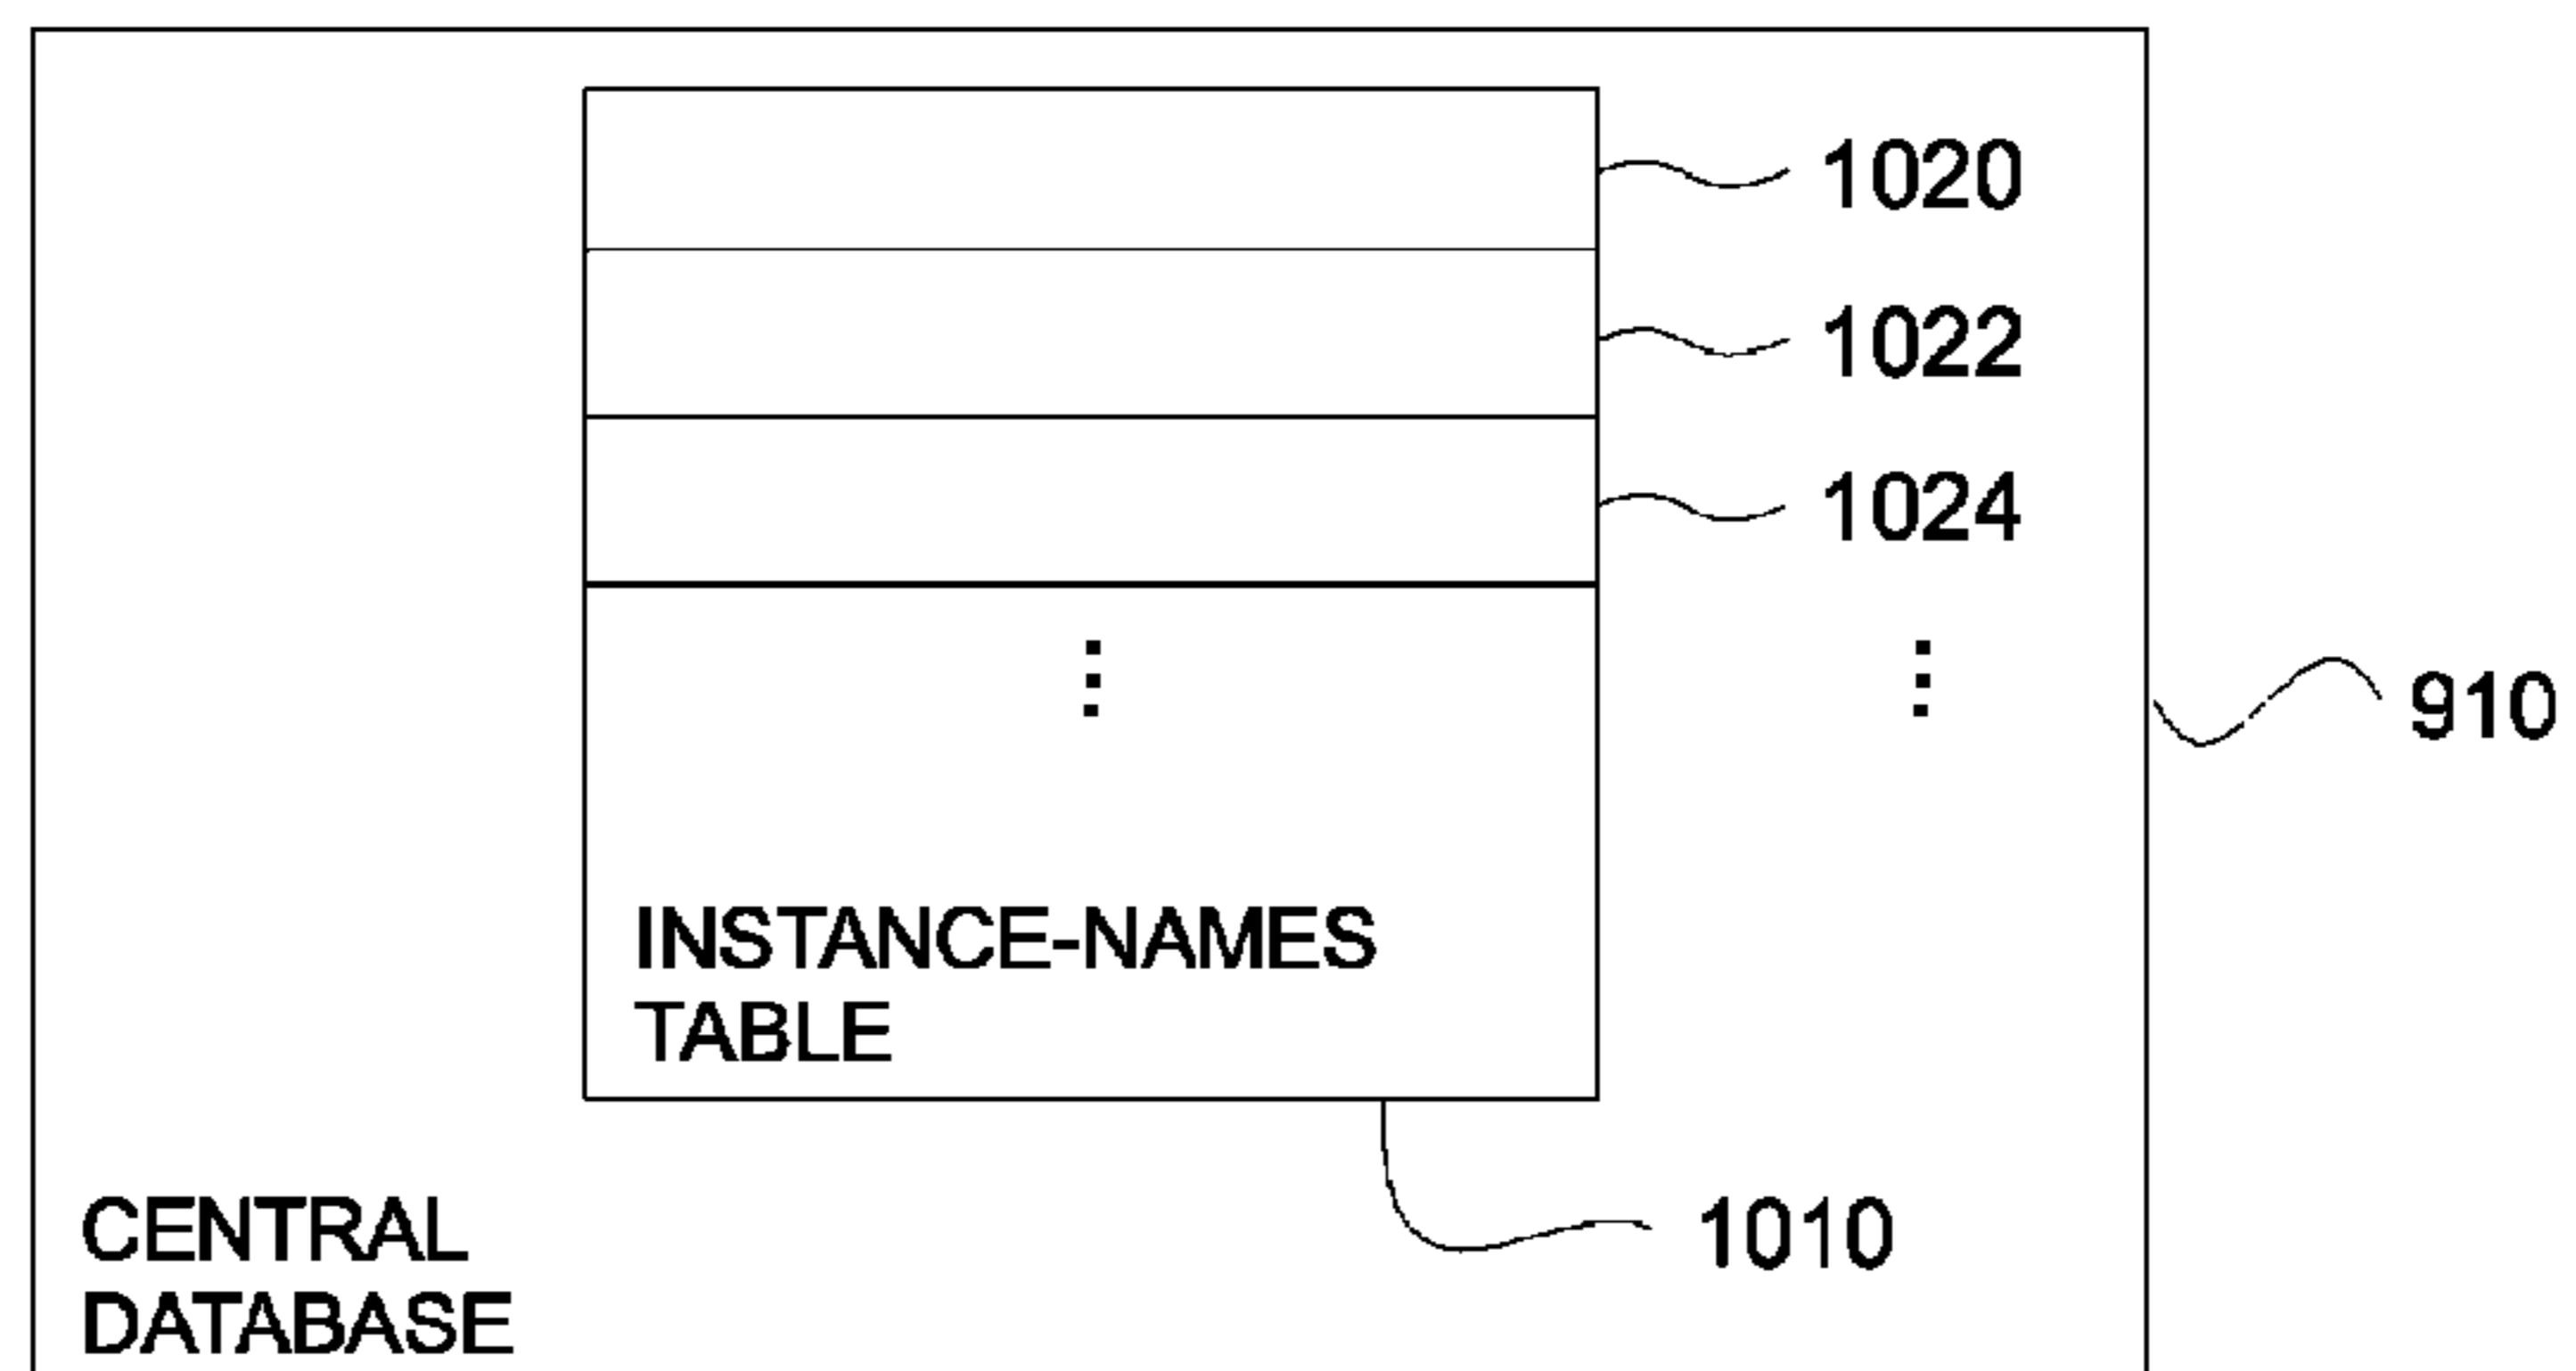 1020
1022
1024
910
INSTANCE-NAMES
TABLE
1010
CENTRAL
DATABASE